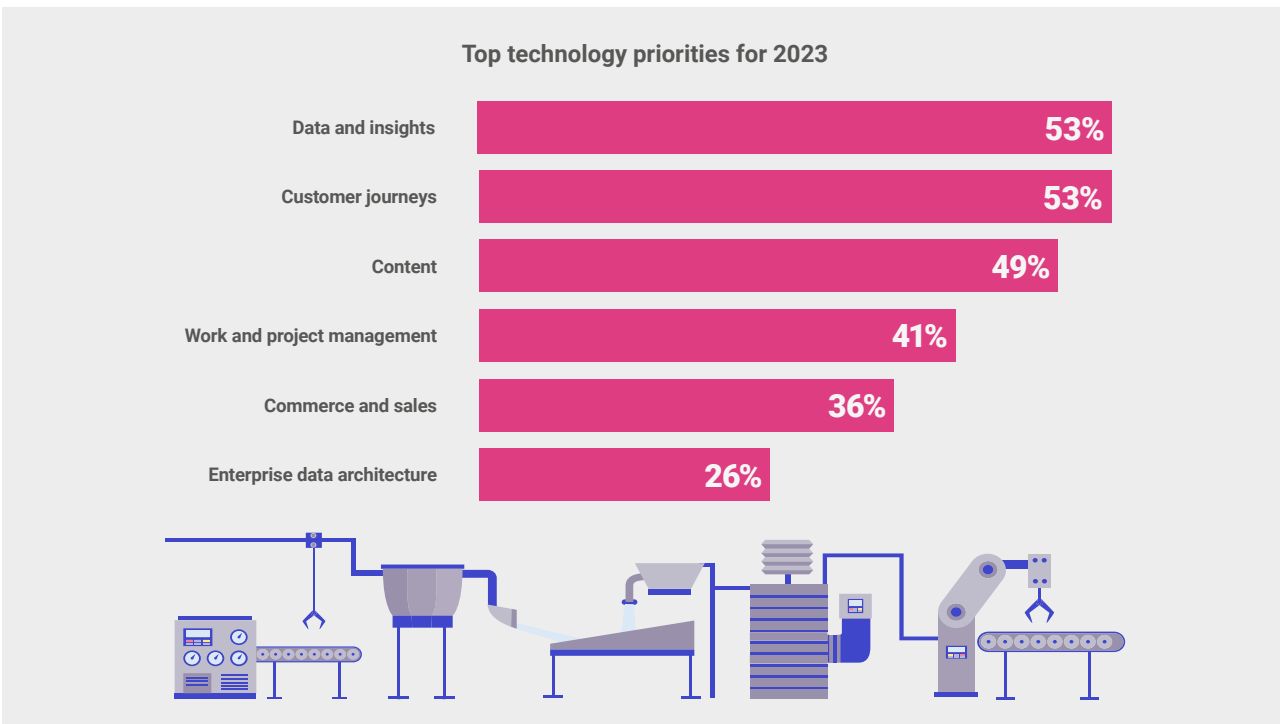 Top technology priorities for 2023
Data and insights 53%
Customer journeys 53%
Content 49%
Work and project management 41%
Commerce and sales 36%
Enterprise data architecture 26%